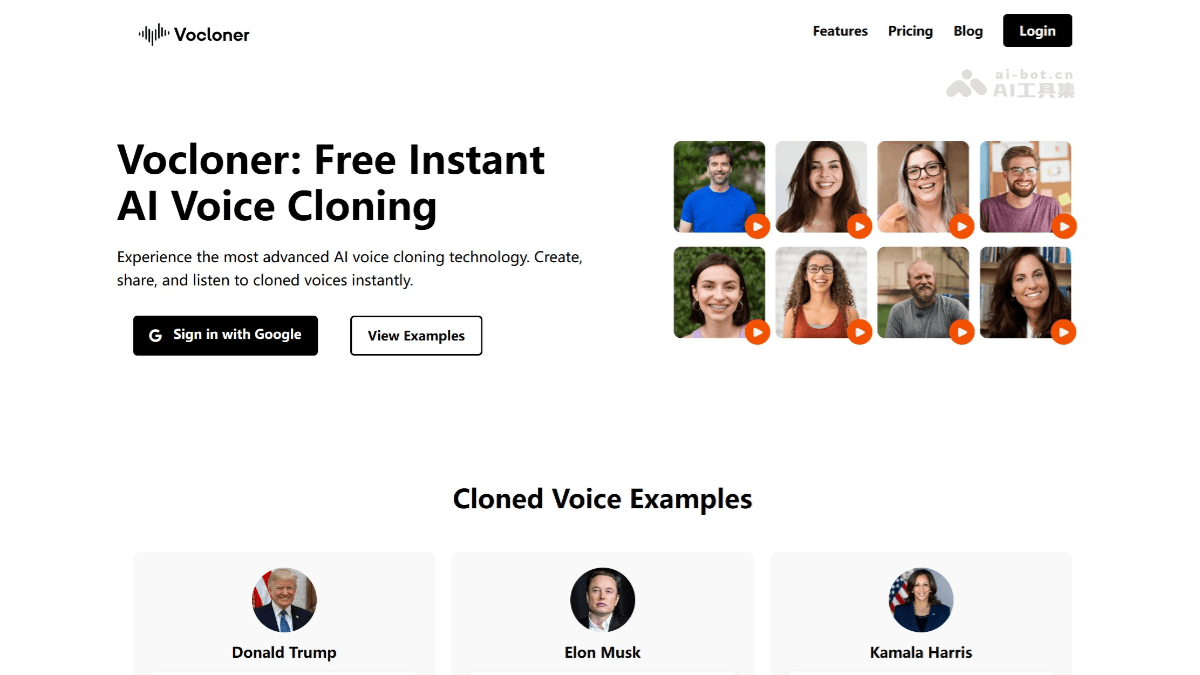 Vocloner
Features Pricing Blog Login
ai-bot.cn
AI工具集
Vocloner: Free Instant
AI Voice Cloning
Experience the most advanced AI voice cloning technology. Create,
share, and listen to cloned voices instantly.
G Sign in with Google View Examples
Cloned Voice Examples
Donald Trump Elon Musk Kamala Harris